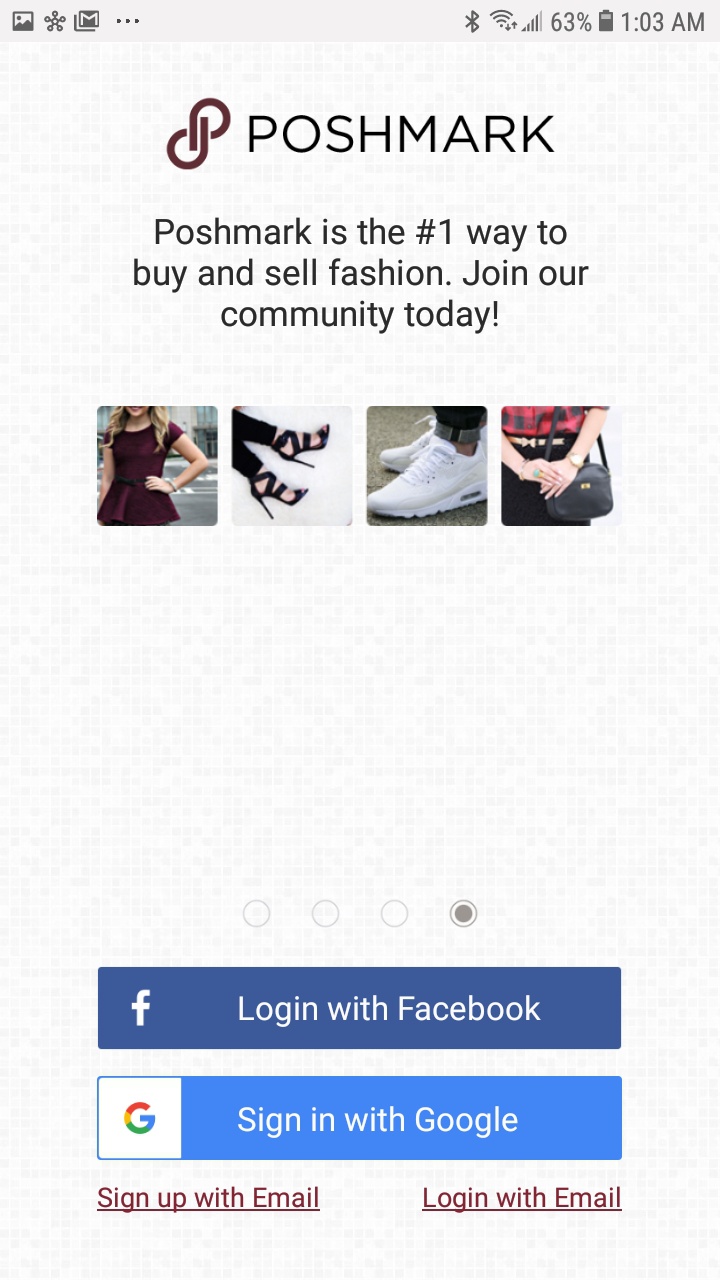 63% 1:03 AM
POSHMARK
Poshmark is the #1 way to
buy and sell fashion. Join our
community today!
Login with Facebook
Sign in with Google
Sign up with Email Login with Email